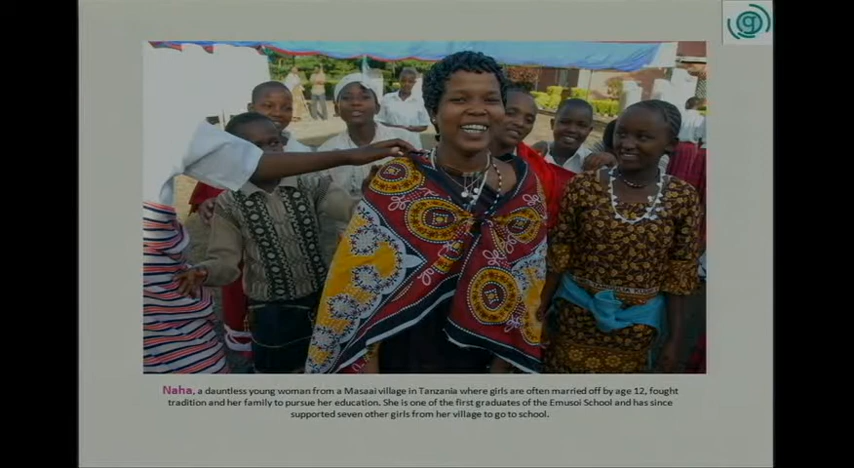 g
Naha, a dauntless young woman from a Masaai village in Tanzania where girls are often married off by age 12, fought
tradition and her family to pursue her education. She is one of the first graduates of the Emusoi School and has since
supported seven other girls from her village to go to school.